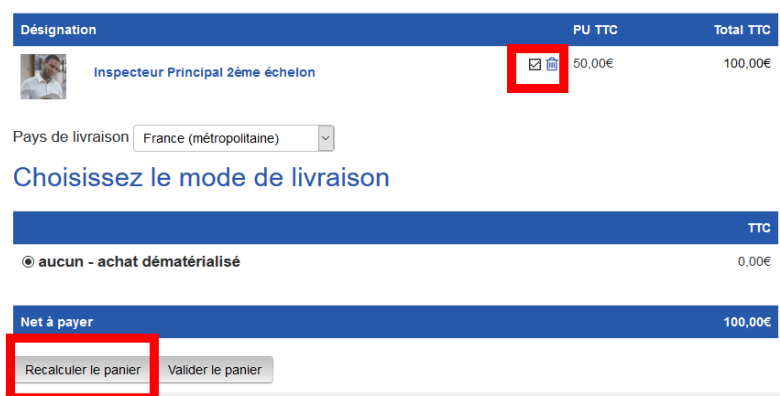 Désignation PU TTC Total TTC
Inspecteur Principal 2ème échelon 50,00€ 100,00€
Pays de livraison France (métropolitaine)
Choisissez le mode de livraison
TTC
aucun - achat dématérialisé 0,00€
Net à payer 100,00€
Recalculer le panier Valider le panier